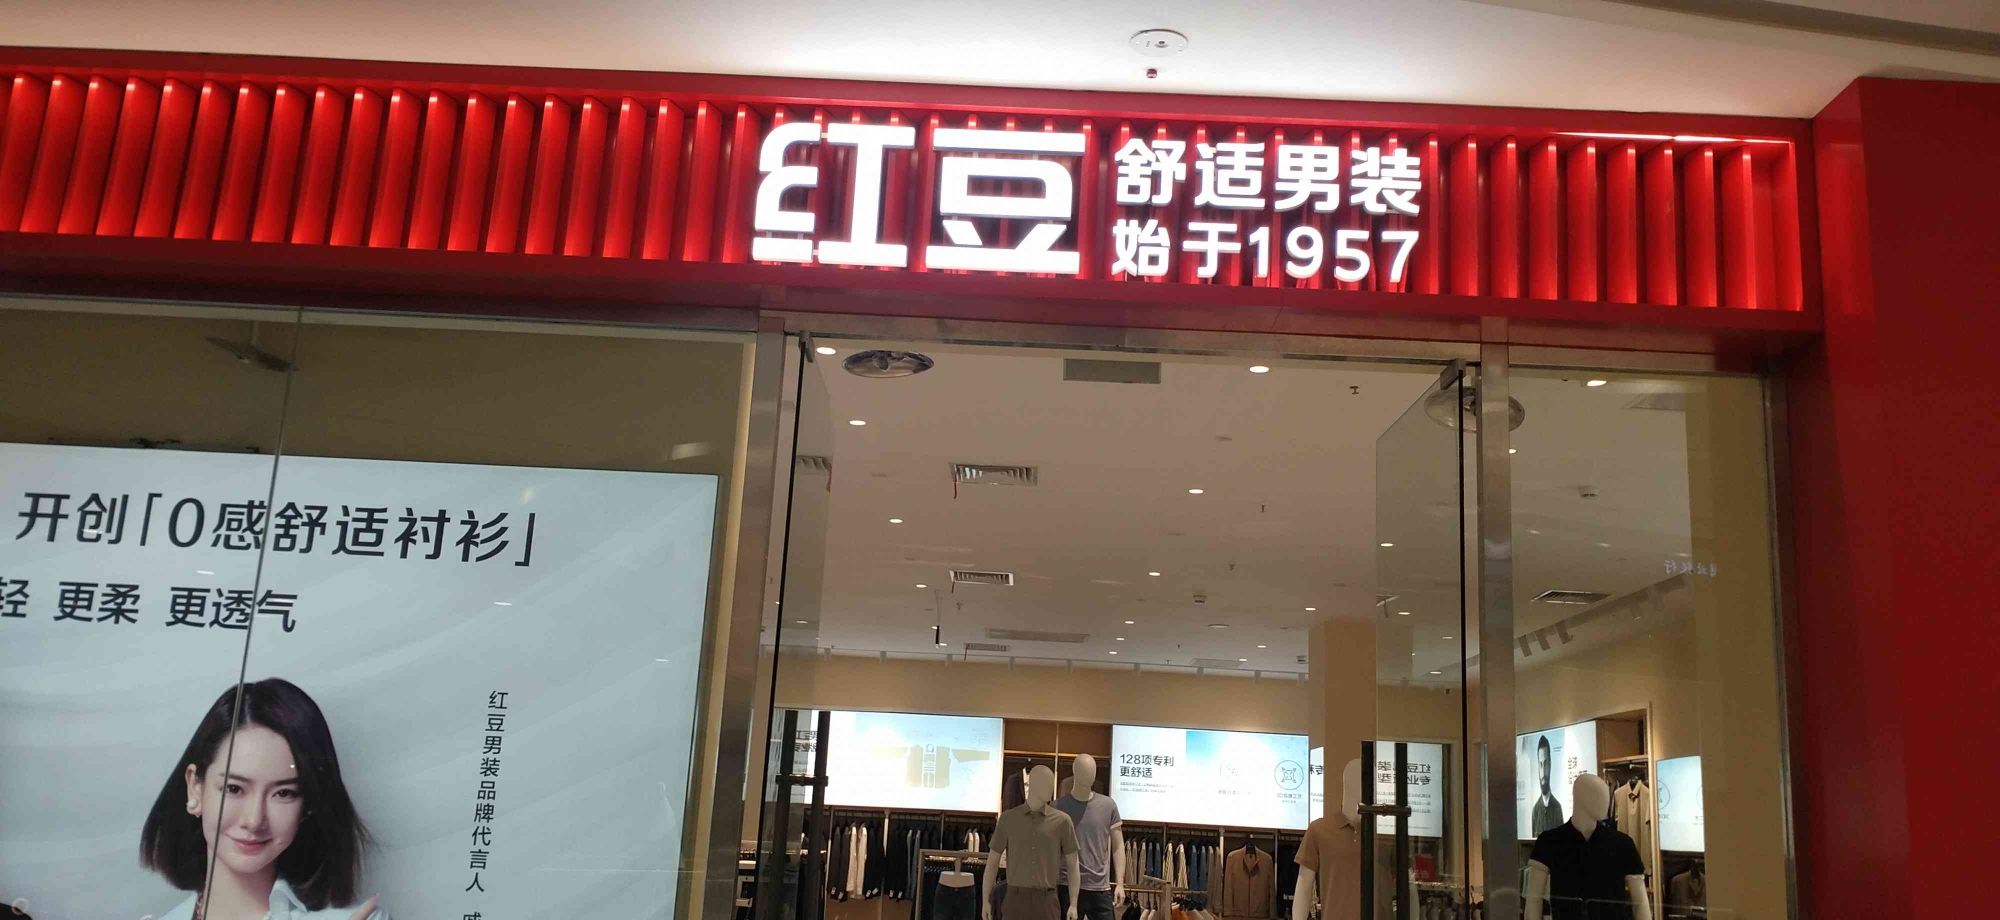 红豆
舒适男装
始于1957
开创「0感舒适衬衫」
轻 更柔 更透气
红豆男装品牌代言人 戚
128项专利
更舒适